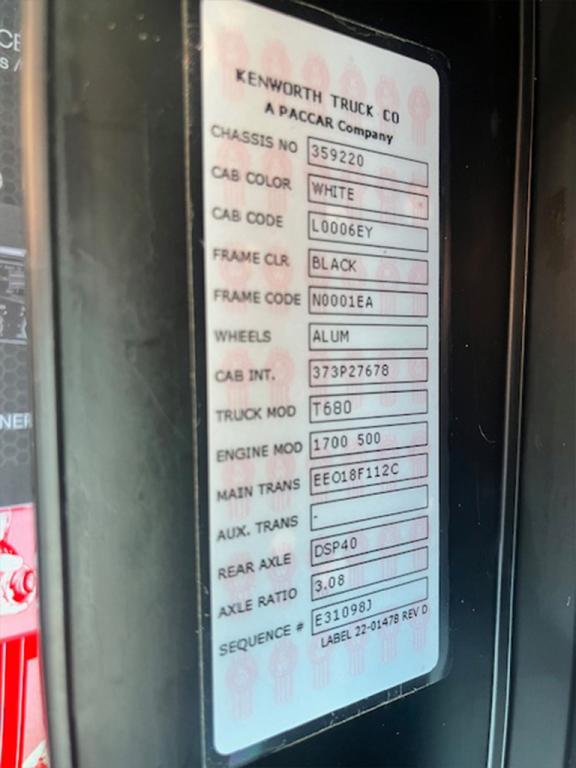 KENWORTH TRUCK CO
A PACCAR Company
CHASSIS NO 359220
CAB COLOR WHITE
CAB CODE L0006EY
FRAME CLR BLACK
FRAME CODE N0001EA
WHEELS ALUM
CAB INT. 373P27678
TRUCK MOD T680
ENGINE MOD 1700 500
MAIN TRANS EEO18F112C
AUX. TRANS -
REAR AXLE DSP40
AXLE RATIO 3.08
SEQUENCE # E31098J
LABEL 22-01478 REV D